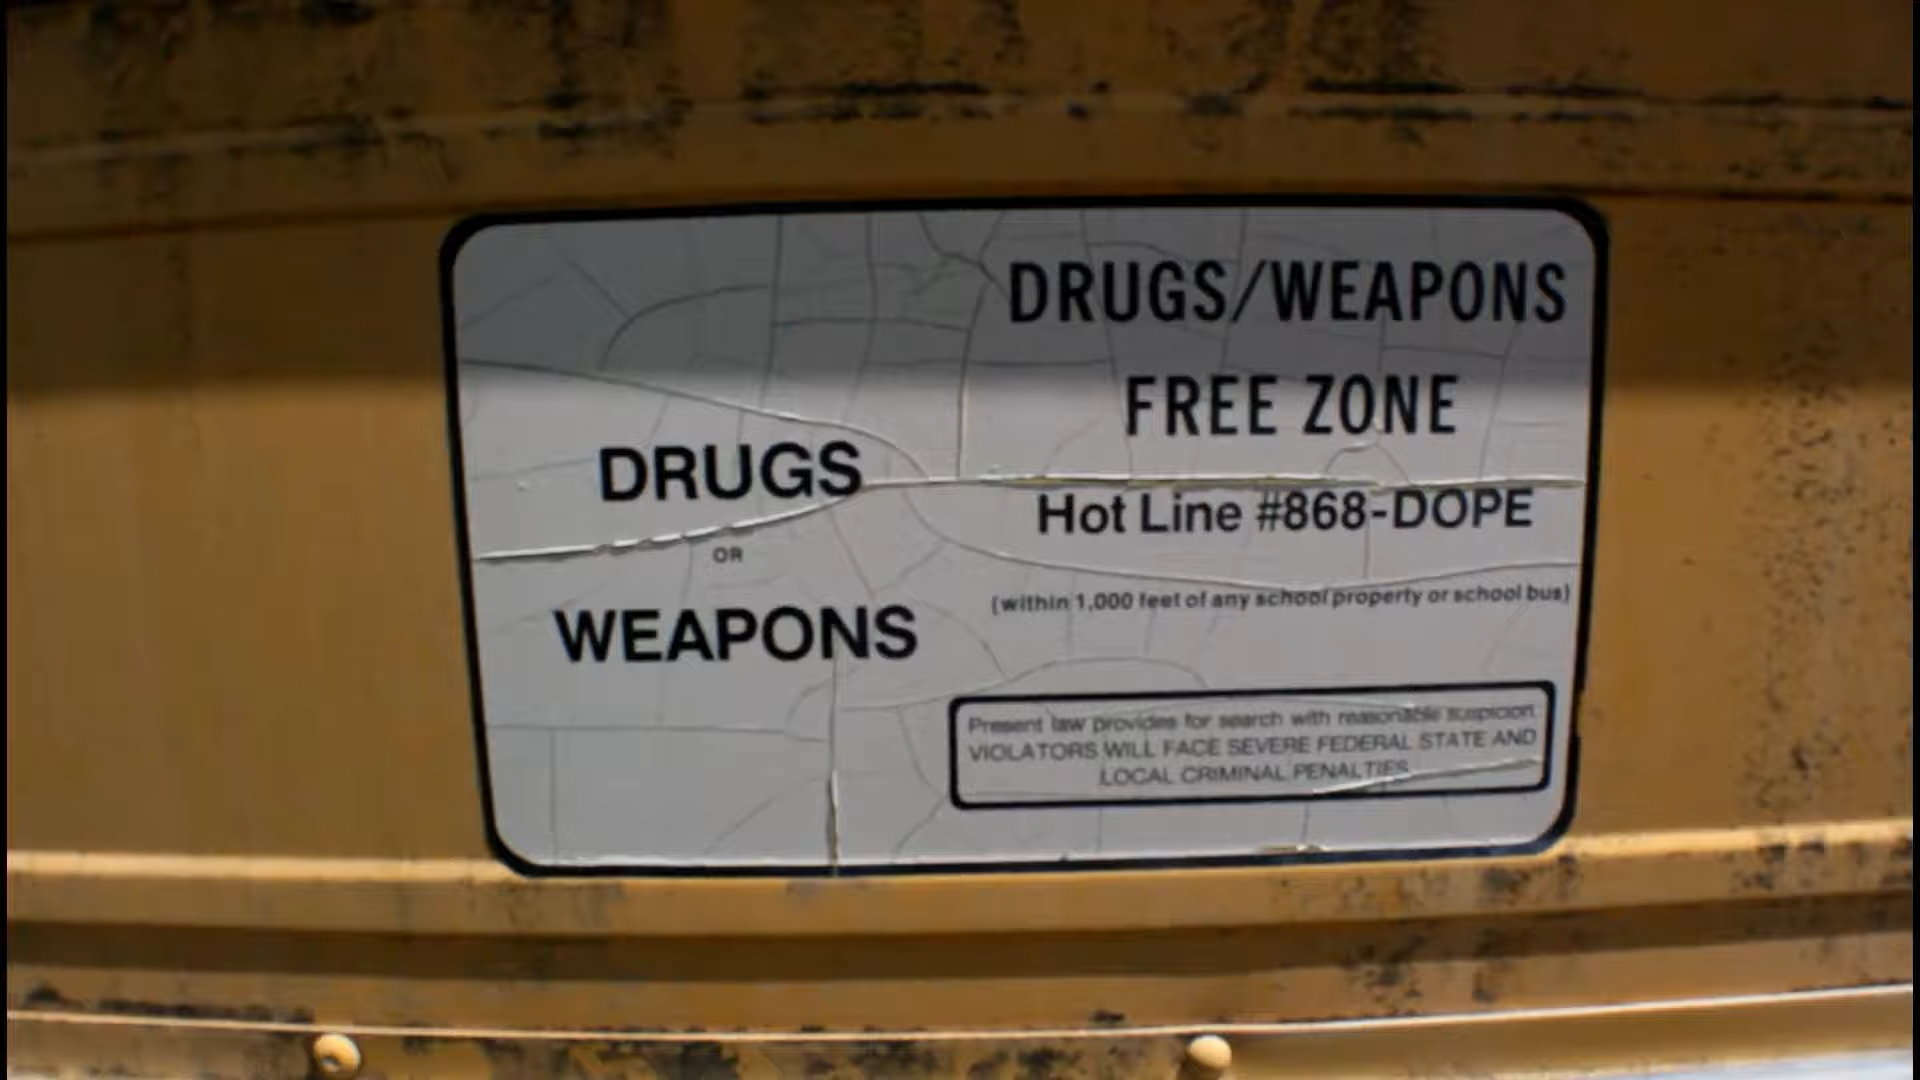 DRUGS
OR
WEAPONS
DRUGS/WEAPONS
FREE ZONE
Hot Line #868-DOPE
(within 1,000 feet of any school property or school bus)
Present law provides for search with reasonable suspicion.
VIOLATORS WILL FACE SEVERE FEDERAL STATE AND
LOCAL CRIMINAL PENALTIES